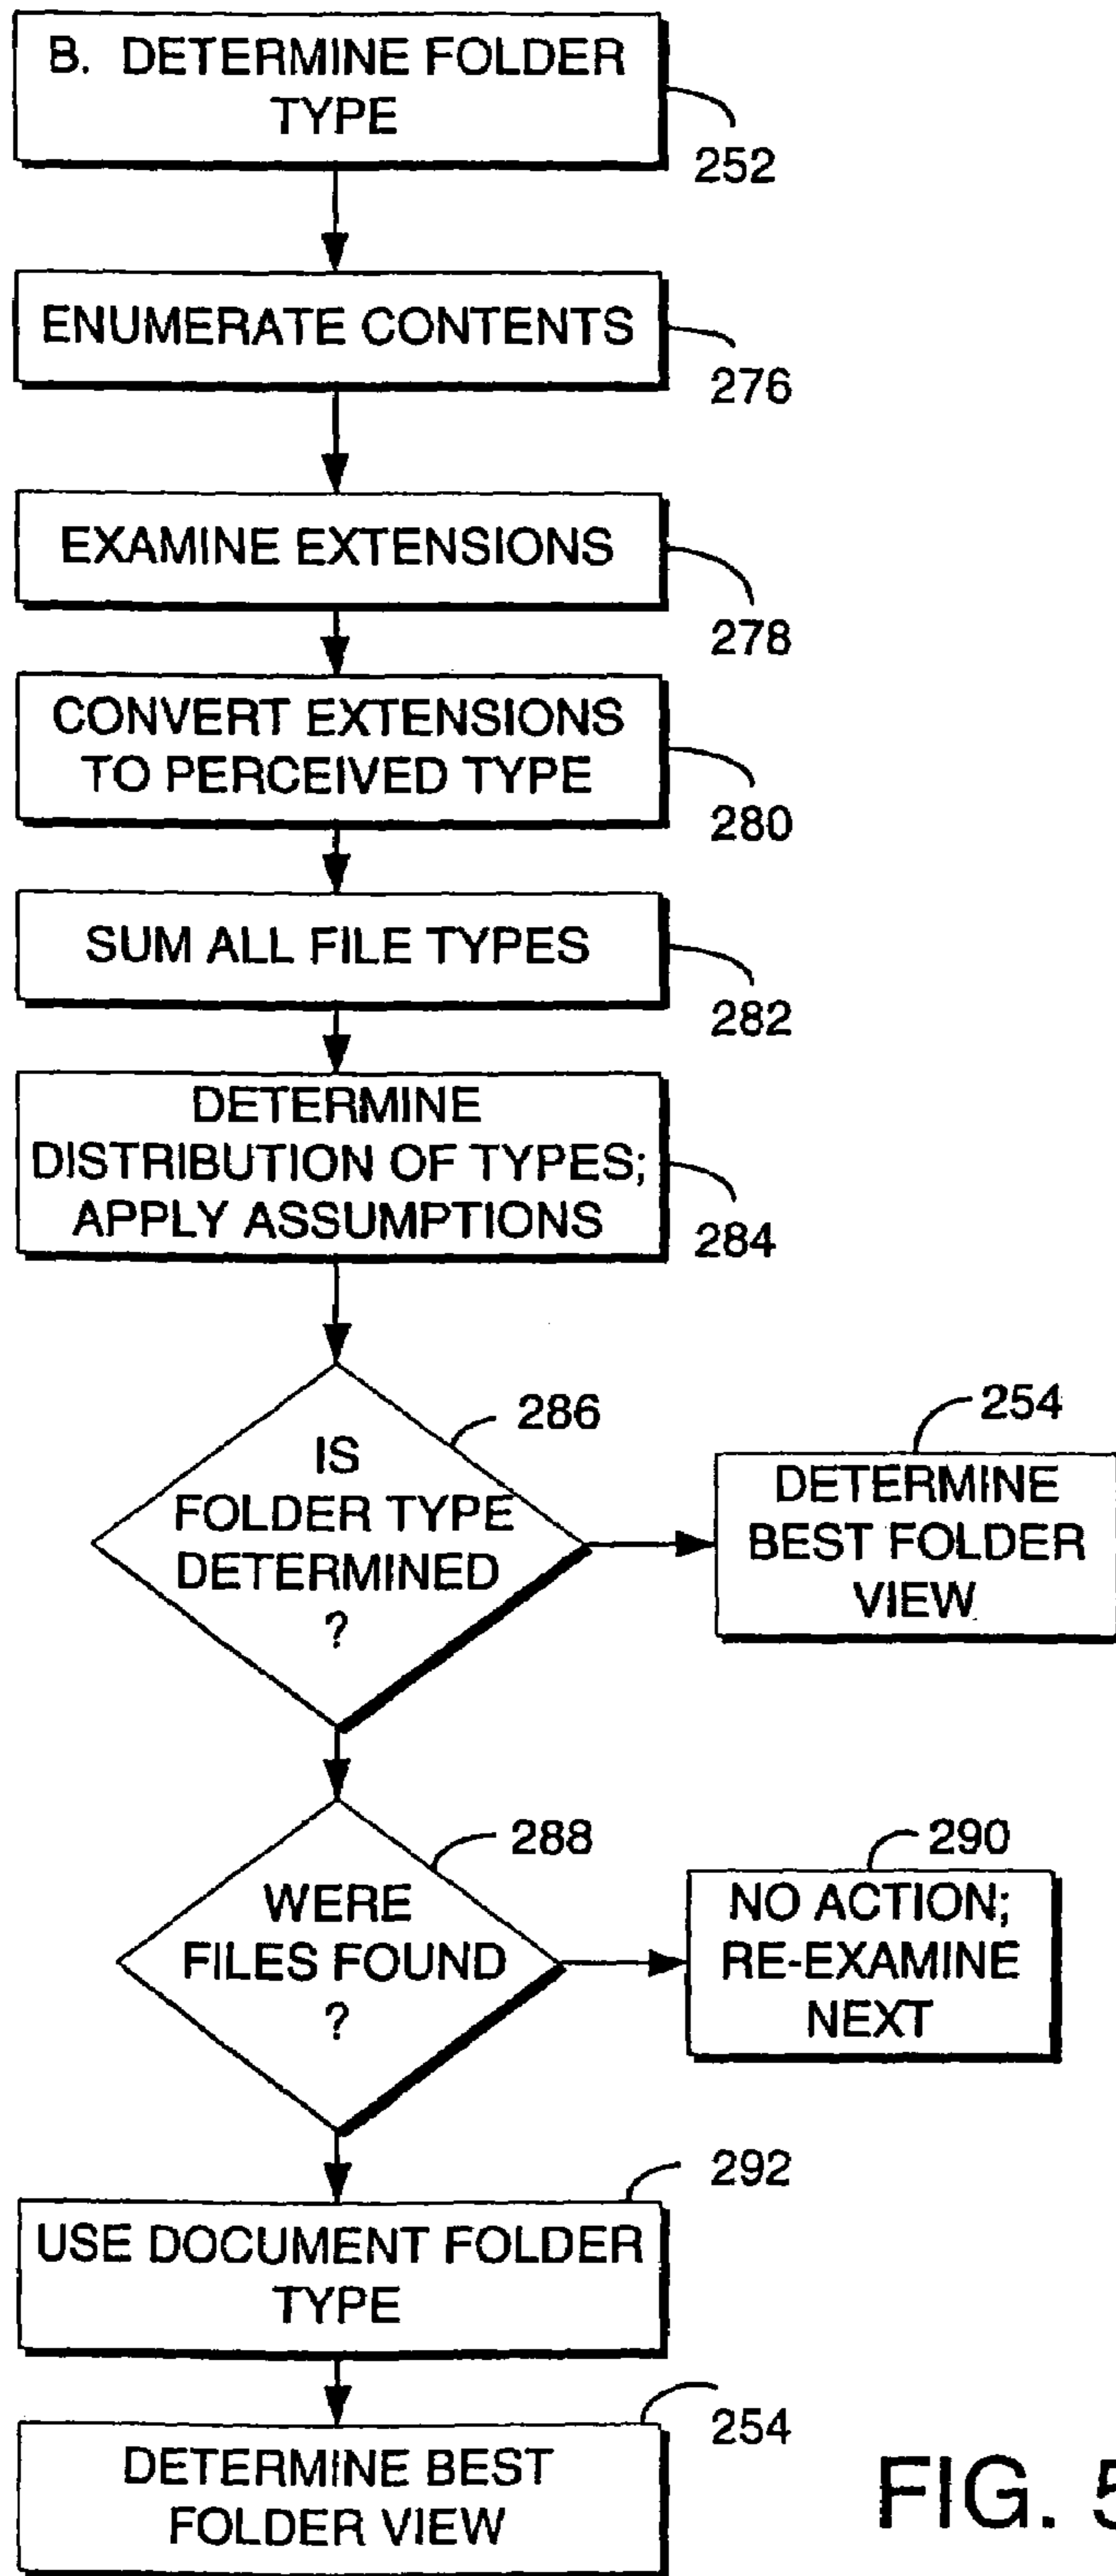 B. DETERMINE FOLDER
TYPE
252
ENUMERATE CONTENTS
276
EXAMINE EXTENSIONS
278
CONVERT EXTENSIONS
TO PERCEIVED TYPE
280
SUM ALL FILE TYPES
282
DETERMINE
DISTRIBUTION OF TYPES;
APPLY ASSUMPTIONS
284
IS
FOLDER TYPE
DETERMINED
?
286
254
DETERMINE
BEST FOLDER
VIEW
WERE
FILES FOUND
?
288
290
NO ACTION;
RE-EXAMINE
NEXT
292
USE DOCUMENT FOLDER
TYPE
254
DETERMINE BEST
FOLDER VIEW
FIG. 5